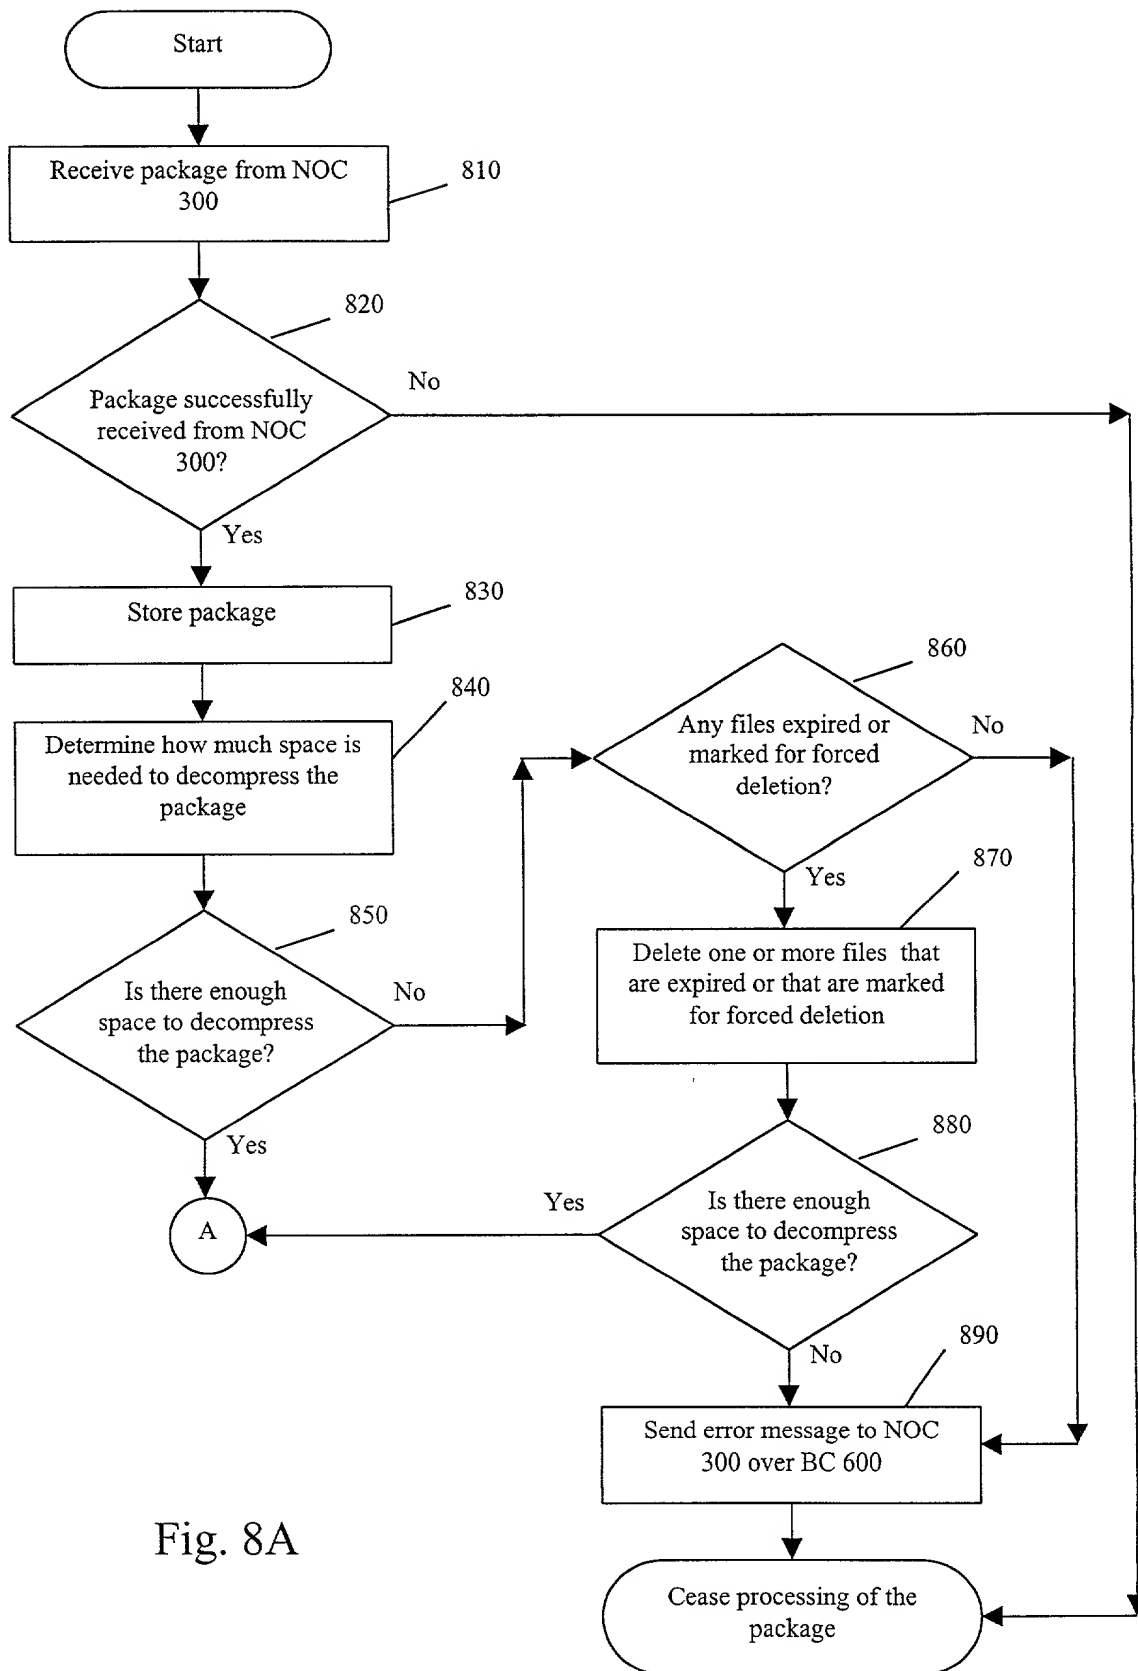 Start
Receive package from NOC
300
810
820
Package successfully
received from NOC
300?
No
Yes
Store package
830
Determine how much space is
needed to decompress the
package
840
Is there enough
space to decompress
the package?
850
No
Yes
A
Any files expired or
marked for forced
deletion?
860
No
Yes
Delete one or more files that
are expired or that are marked
for forced deletion
870
Is there enough
space to decompress
the package?
880
Yes
No
Send error message to NOC
300 over BC 600
890
Cease processing of the
package
Fig. 8A